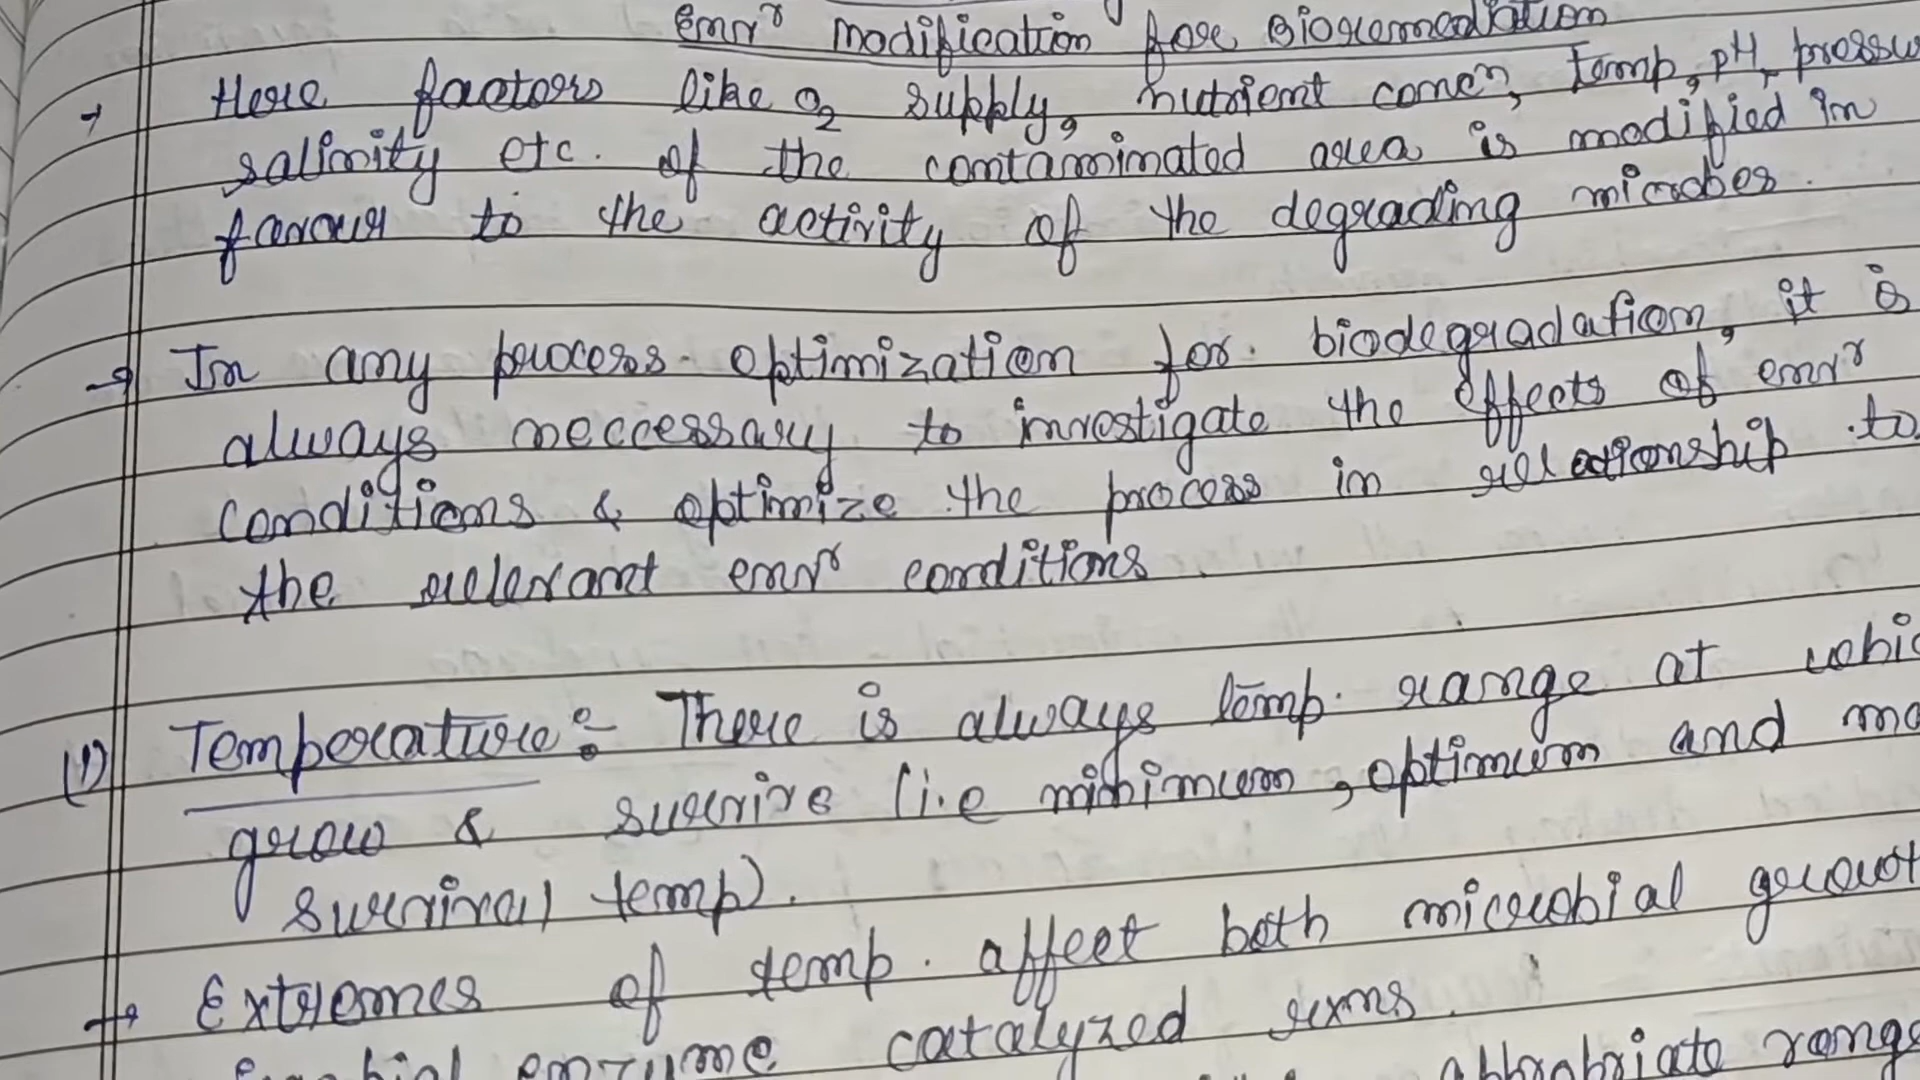 envr modification for Bioremediation
→ Here factors like O2 supply, nutrient concn, temp, pH, pressu
salinity etc. of the contaminated area is modified in
favour to the activity of the degrading microbes.
→ In any process optimization for biodegradation, it is
always neccessary to investigate the effects of envr
conditions & optimize the process in relationship to
the relevant envr conditions
(1) Temperature:- There is always temp. range at whic
grow & survive (i.e minimum, optimum and ma
survival temp).
→ Extremes of temp. affect both microbial growt
enzyme catalyzed rxns.
appropriate range